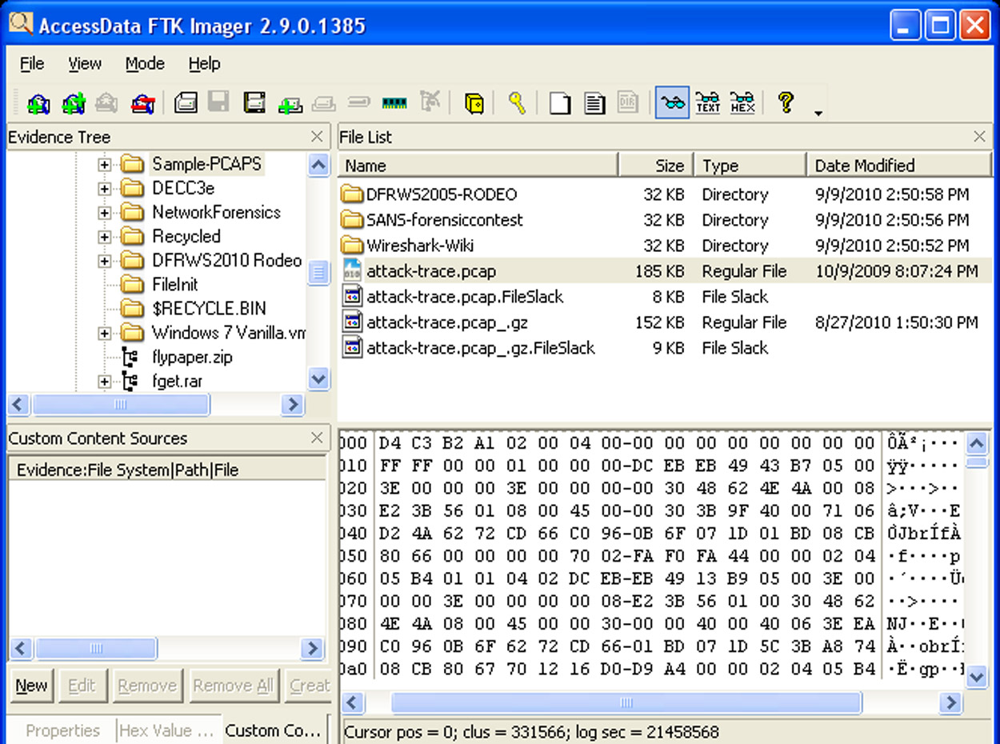 AccessData FTK Imager 2.9.0.1385
File View Mode Help
DIR TEXT HEX
Evidence Tree
Sample-PCAPS
DECC3e
NetworkForensics
Recycled
DFRWS2010 Rodeo
FileInit
$RECYCLE.BIN
Windows 7 Vanilla.vm
flypaper.zip
fget.rar
Custom Content Sources
Evidence:File System|Path|File
New Edit Remove Remove All Creat
Properties Hex Value ... Custom Co...
File List
Name Size Type Date Modified
DFRWS2005-RODEO 32 KB Directory 9/9/2010 2:50:58 PM
SANS-forensiccontest 32 KB Directory 9/9/2010 2:50:56 PM
Wireshark-Wiki 32 KB Directory 9/9/2010 2:50:52 PM
attack-trace.pcap 185 KB Regular File 10/9/2009 8:07:24 PM
attack-trace.pcap.FileSlack 8 KB File Slack
attack-trace.pcap_.gz 152 KB Regular File 8/27/2010 1:50:30 PM
attack-trace.pcap_.gz.FileSlack 9 KB File Slack
000 D4 C3 B2 A1 02 00 04 00-00 00 00 00 00 00 00 00 ÔÃ²¡···
010 FF FF 00 00 01 00 00 00-DC EB EB 49 43 B7 05 00 ÿÿ·····
020 3E 00 00 00 3E 00 00 00-00 30 48 62 4E 4A 00 08 >···>··
030 E2 3B 56 01 08 00 45 00-00 30 3B 9F 40 00 71 06 â;V···E
040 D2 4A 62 72 CD 66 C0 96-0B 6F 07 1D 01 BD 08 CB ÒJbrÍfÀ
050 80 66 00 00 00 00 70 02-FA F0 FA 44 00 00 02 04 ·f····p
060 05 B4 01 01 04 02 DC EB-EB 49 13 B9 05 00 3E 00 ·´····Ü
070 00 00 3E 00 00 00 00 08-E2 3B 56 01 00 30 48 62 ··>····
080 4E 4A 08 00 45 00 00 30-00 00 40 00 40 06 3E EA NJ··E··
090 C0 96 0B 6F 62 72 CD 66-01 BD 07 1D 5C 3B A8 74 À··obrÍ
0a0 08 CB 80 67 70 12 16 D0-D9 A4 00 00 02 04 05 B4 ·Ë·gp··
Cursor pos = 0; clus = 331566; log sec = 21458568